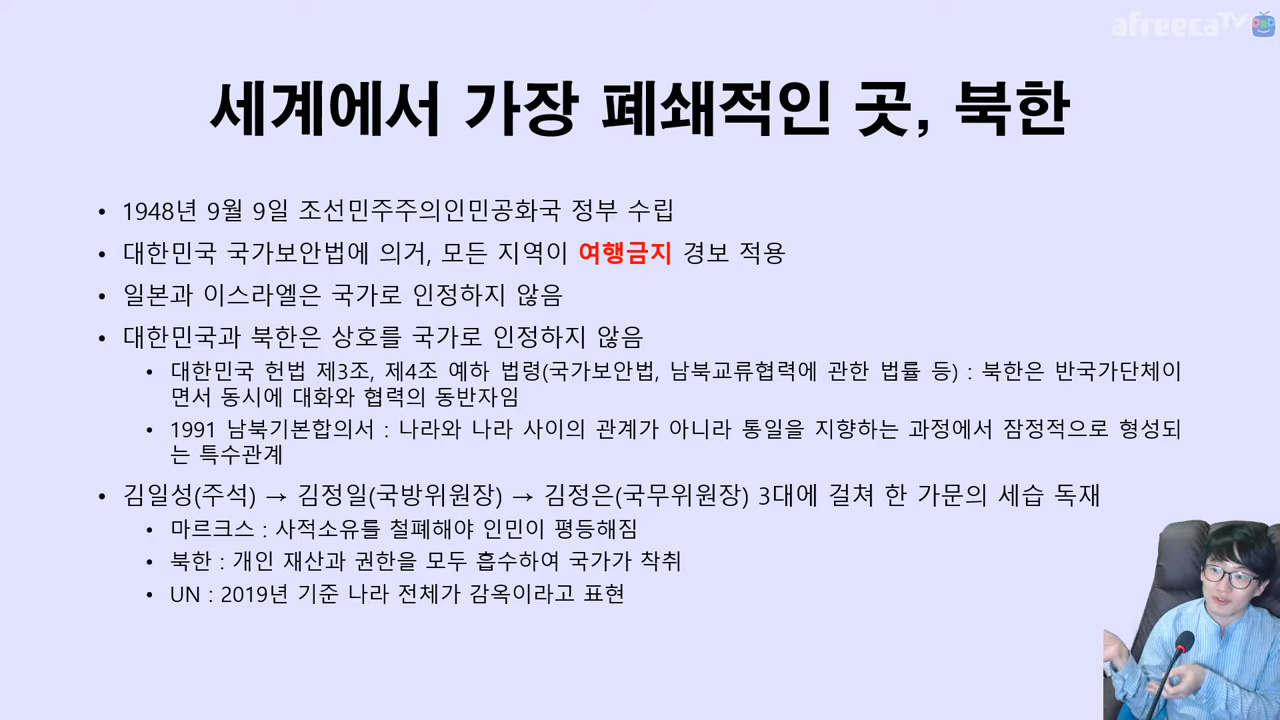 afreecaTV
세계에서 가장 폐쇄적인 곳, 북한
• 1948년 9월 9일 조선민주주의인민공화국 정부 수립
• 대한민국 국가보안법에 의거, 모든 지역이 여행금지 경보 적용
• 일본과 이스라엘은 국가로 인정하지 않음
• 대한민국과 북한은 상호를 국가로 인정하지 않음
• 대한민국 헌법 제3조, 제4조 예하 법령(국가보안법, 남북교류협력에 관한 법률 등) : 북한은 반국가단체이
면서 동시에 대화와 협력의 동반자임
• 1991 남북기본합의서 : 나라와 나라 사이의 관계가 아니라 통일을 지향하는 과정에서 잠정적으로 형성되
는 특수관계
• 김일성(주석) → 김정일(국방위원장) → 김정은(국무위원장) 3대에 걸쳐 한 가문의 세습 독재
• 마르크스 : 사적소유를 철폐해야 인민이 평등해짐
• 북한 : 개인 재산과 권한을 모두 흡수하여 국가가 착취
• UN : 2019년 기준 나라 전체가 감옥이라고 표현